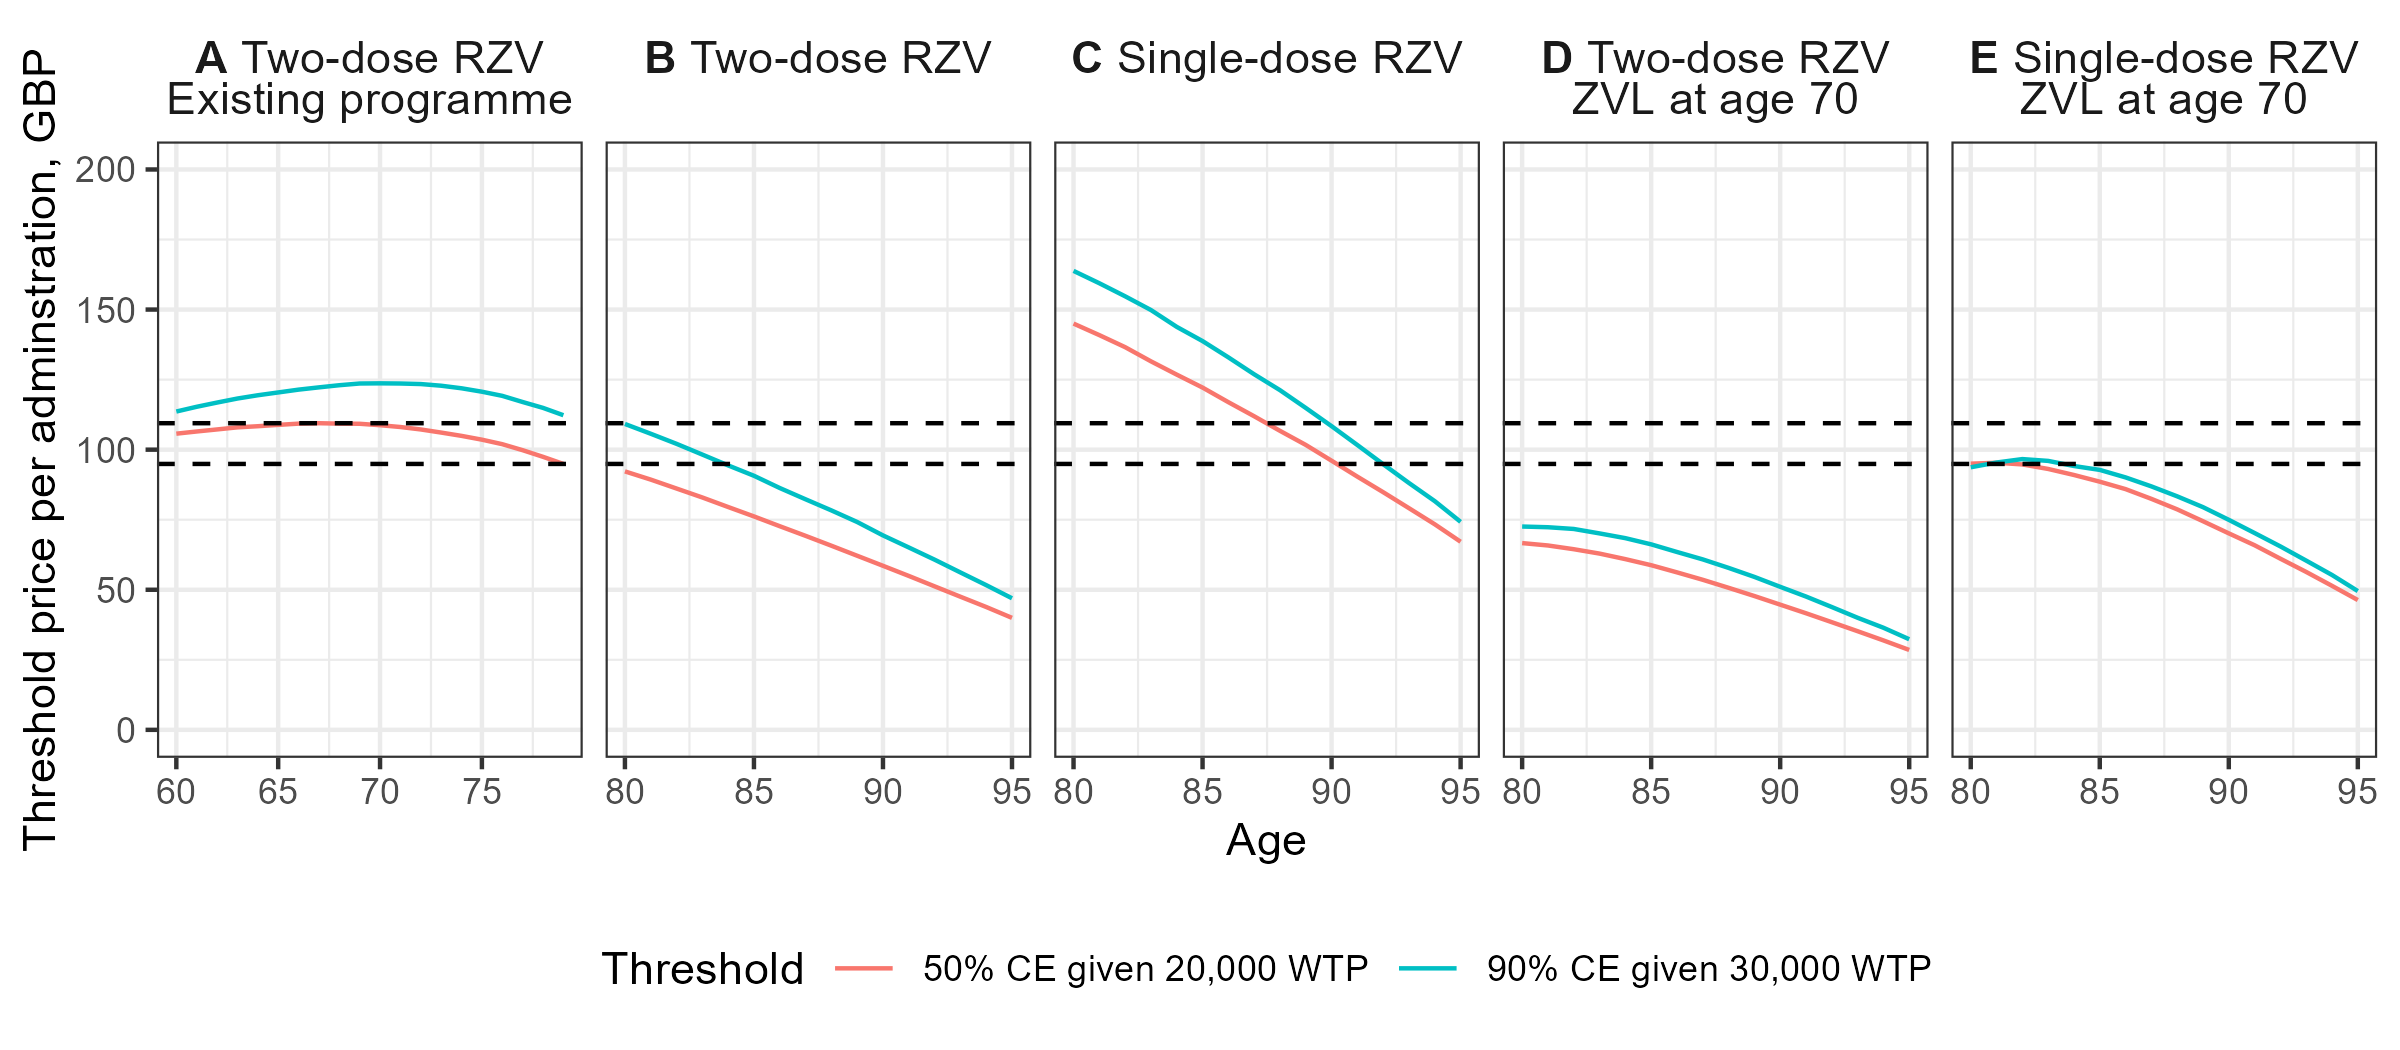 A Two-dose RZV
Existing programme
B Two-dose RZV
C Single-dose RZV
D Two-dose RZV
ZVL at age 70
E Single-dose RZV
ZVL at age 70
Threshold price per adminstration, GBP
200
150
100
50
0
60 65 70 75
80 85 90 95
80 85 90 95
80 85 90 95
80 85 90 95
Age
Threshold 50% CE given 20,000 WTP 90% CE given 30,000 WTP